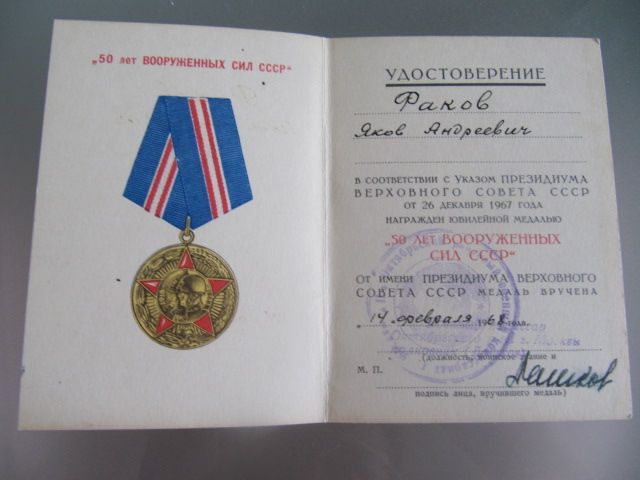 „50 лет ВООРУЖЕННЫХ СИЛ СССР“
УДОСТОВЕРЕНИЕ
Раков
Яков Андреевич
В СООТВЕТСТВИИ С УКАЗОМ ПРЕЗИДИУМА
ВЕРХОВНОГО СОВЕТА СССР
ОТ 26 ДЕКАБРЯ 1967 ГОДА
НАГРАЖДЕН ЮБИЛЕЙНОЙ МЕДАЛЬЮ
„50 ЛЕТ ВООРУЖЕННЫХ
СИЛ СССР“
ОТ ИМЕНИ ПРЕЗИДИУМА ВЕРХОВНОГО
СОВЕТА СССР МЕДАЛЬ ВРУЧЕНА
„14 февраля 1968 года.
Октябрьского г. Москвы
(должность, воинское звание и
М. П.
подпись лица, вручившего медаль)